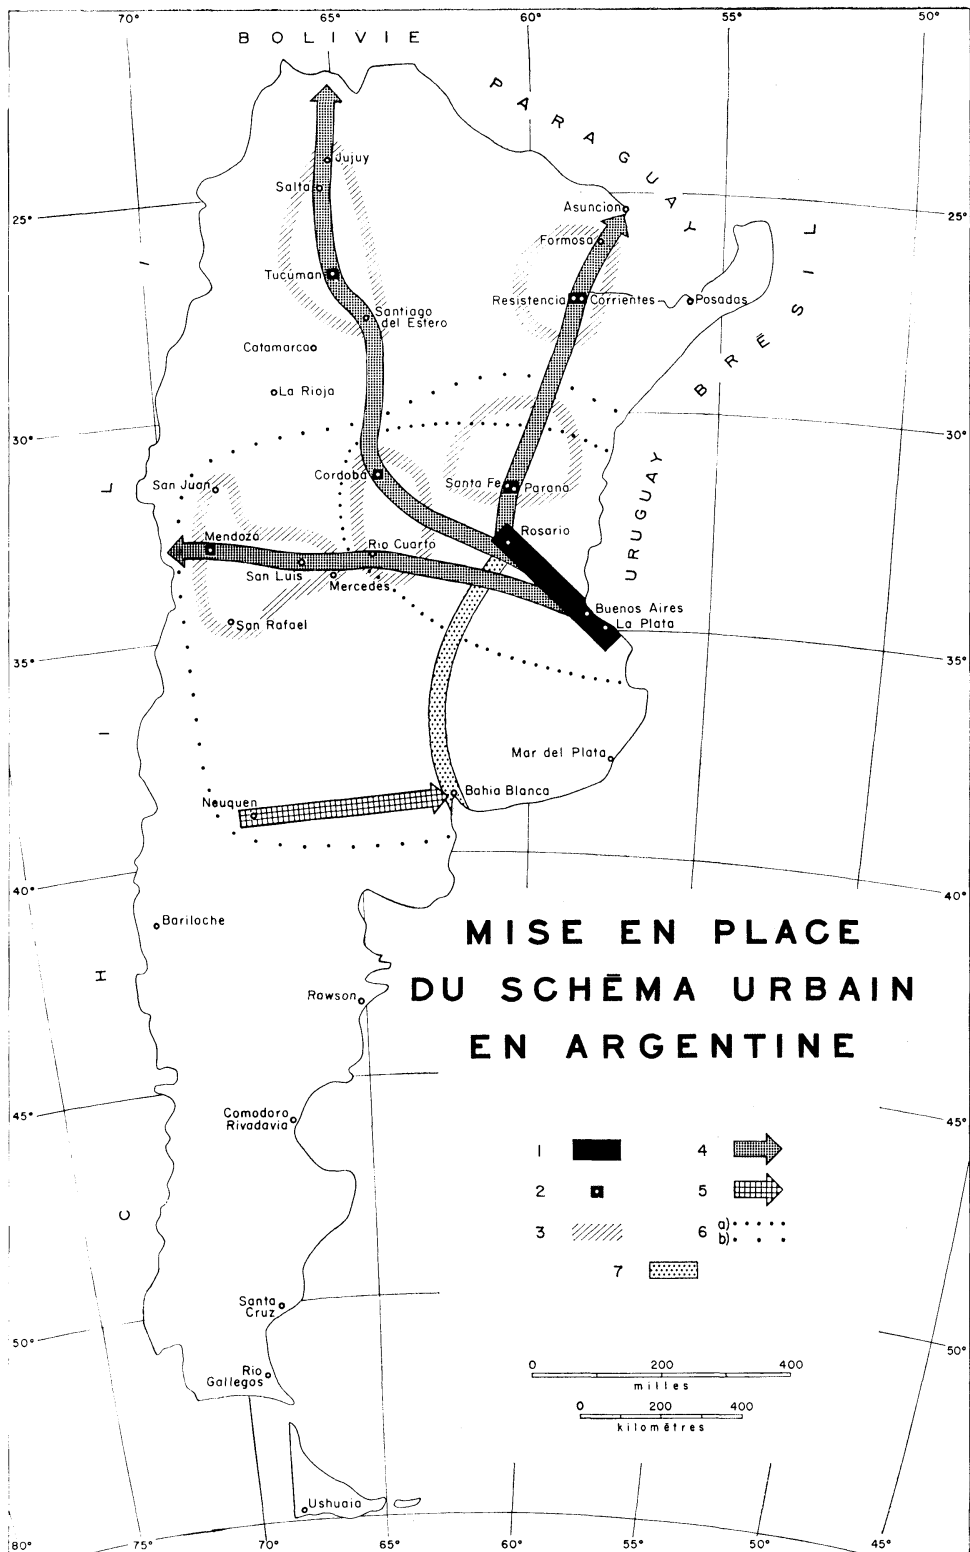 70° 65° 60° 55° 50°
BOLIVIE
PARAGUAY
Jujuy
Salta
Asuncion
25° 25°
Formosa
BRĒSIL
Tucuman
Resistencia Corrientes Posadas
Santiago
del Estero
Catamarca
La Rioja
30° 30°
CHILI
URUGUAY
Cordoba
San Juan
Santa Fe Paraná
Mendoza
Rosario
Rio Cuarto
San Luis
Mercedes
Buenos Aires
La Plata
San Rafael
35° 35°
Mar del Plata
Bahia Blanca
Neuquen
40° 40°
Bariloche
MISE EN PLACE
DU SCHĒMA URBAIN
EN ARGENTINE
Rawson
Comodoro
Rivadavia
45° 45°
1 4
2 5
3 6 a)
b)
7
Santa
Cruz
50° 50°
Rio
Gallegos
0 200 400
milles
0 200 400
kilomètres
Ushuaia
80° 75° 70° 65° 60° 55° 50° 45°